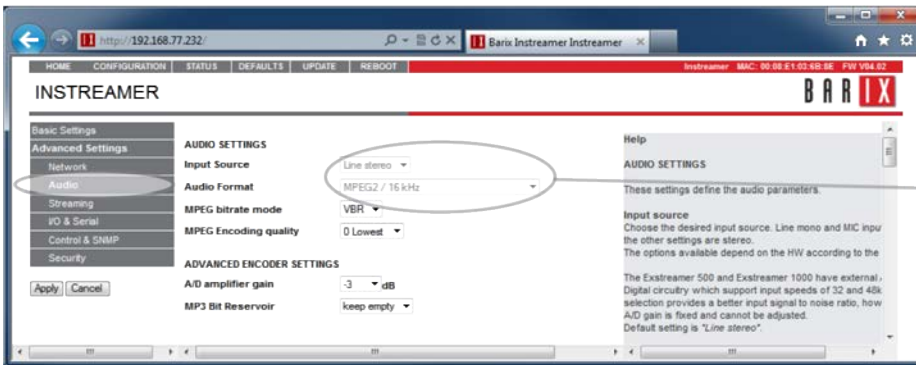 http://192.168.77.232/
Barix Instreamer Instreamer
HOME CONFIGURATION STATUS DEFAULTS UPDATE REBOOT
Instreamer MAC: 00:08:E1:03:6B:8E FW V04.02
INSTREAMER
BARIX
Basic Settings
Advanced Settings
Network
Audio
Streaming
I/O & Serial
Control & SNMP
Security
Apply Cancel
AUDIO SETTINGS
Input Source Line stereo
Audio Format MPEG2 / 16 kHz
MPEG bitrate mode VBR
MPEG Encoding quality 0 Lowest
ADVANCED ENCODER SETTINGS
A/D amplifier gain -3 dB
MP3 Bit Reservoir keep empty
Help
AUDIO SETTINGS
These settings define the audio parameters.
Input source
Choose the desired input source. Line mono and MIC inpu
the other settings are stereo.
The options available depend on the HW according to the
The Exstreamer 500 and Exstreamer 1000 have external
Digital circuitry which support input speeds of 32 and 48k
selection provides a better input signal to noise ratio, how
A/D gain is fixed and cannot be adjusted.
Default setting is "Line stereo".